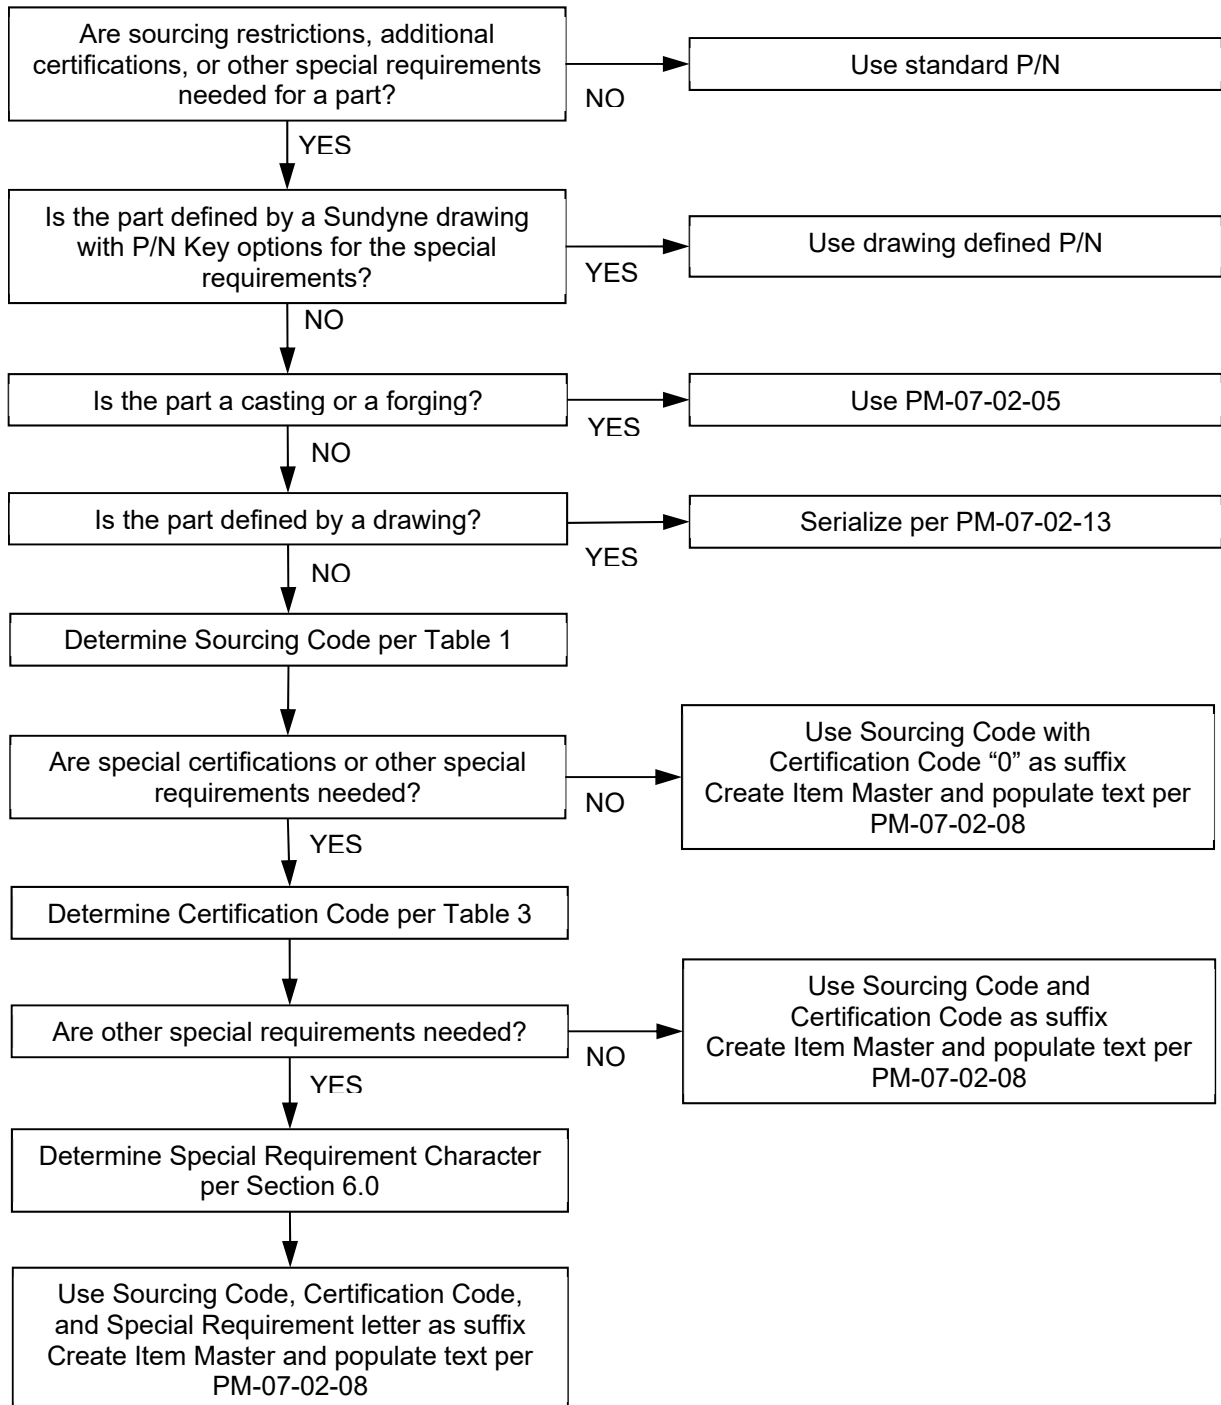 Are sourcing restrictions, additional
certifications, or other special requirements
needed for a part?
NO
Use standard P/N
YES
Is the part defined by a Sundyne drawing
with P/N Key options for the special
requirements?
YES
Use drawing defined P/N
NO
Is the part a casting or a forging?
YES
Use PM-07-02-05
NO
Is the part defined by a drawing?
YES
Serialize per PM-07-02-13
NO
Determine Sourcing Code per Table 1
Are special certifications or other special
requirements needed?
NO
Use Sourcing Code with
Certification Code “0” as suffix
Create Item Master and populate text per
PM-07-02-08
YES
Determine Certification Code per Table 3
Are other special requirements needed?
NO
Use Sourcing Code and
Certification Code as suffix
Create Item Master and populate text per
PM-07-02-08
YES
Determine Special Requirement Character
per Section 6.0
Use Sourcing Code, Certification Code,
and Special Requirement letter as suffix
Create Item Master and populate text per
PM-07-02-08